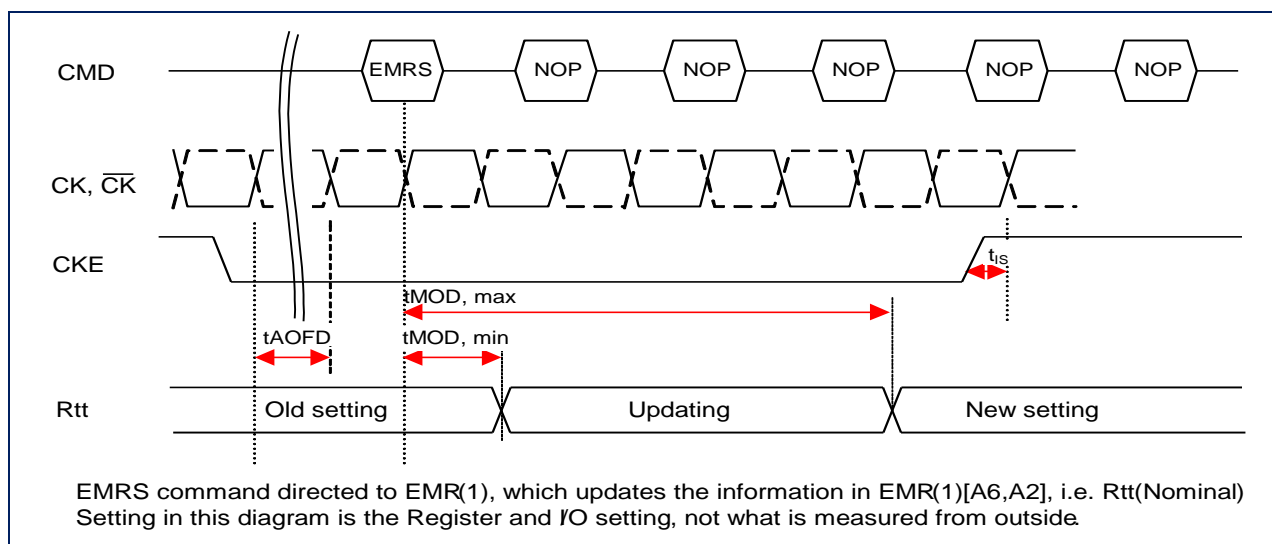 CMD
EMRS NOP NOP NOP NOP NOP
CK, C̅K̅
CKE
tIS
tMOD, max
tAOFD tMOD, min
Rtt Old setting Updating New setting
EMRS command directed to EMR(1), which updates the information in EMR(1)[A6,A2], i.e. Rtt(Nominal)
Setting in this diagram is the Register and I/O setting, not what is measured from outside.